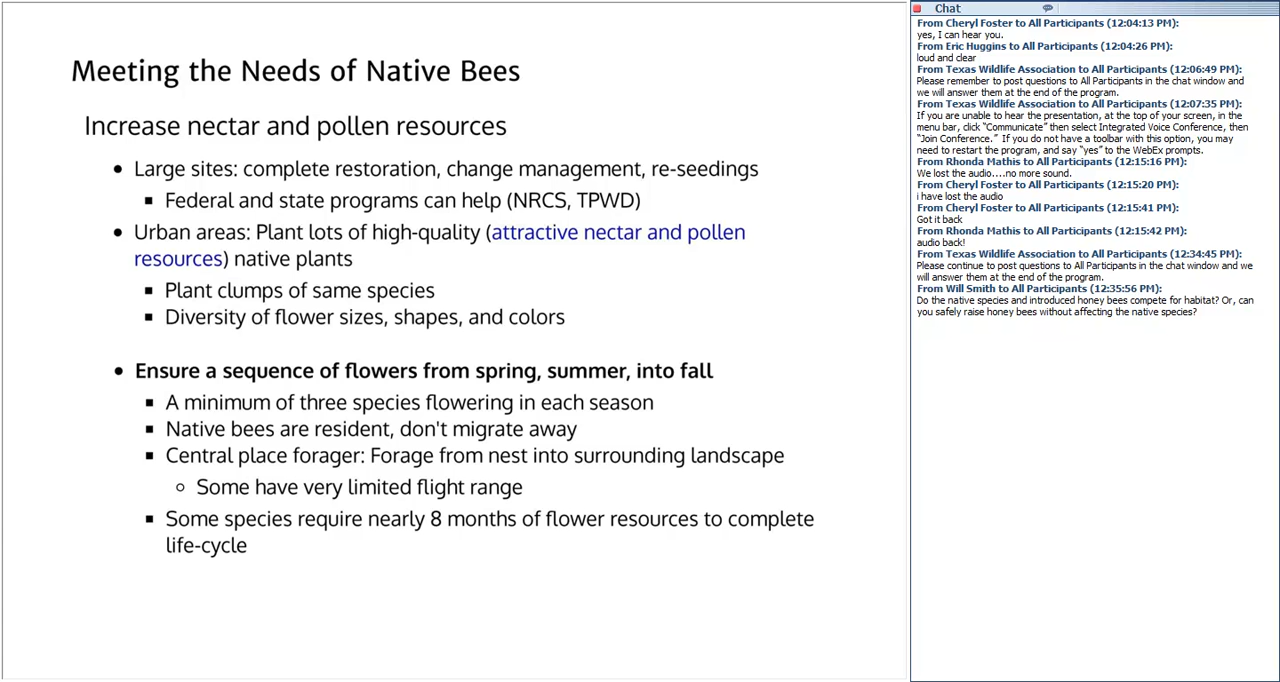 Meeting the Needs of Native Bees
Increase nectar and pollen resources
• Large sites: complete restoration, change management, re-seedings
▪ Federal and state programs can help (NRCS, TPWD)
• Urban areas: Plant lots of high-quality (attractive nectar and pollen
resources) native plants
▪ Plant clumps of same species
▪ Diversity of flower sizes, shapes, and colors
• Ensure a sequence of flowers from spring, summer, into fall
▪ A minimum of three species flowering in each season
▪ Native bees are resident, don't migrate away
▪ Central place forager: Forage from nest into surrounding landscape
○ Some have very limited flight range
▪ Some species require nearly 8 months of flower resources to complete
life-cycle
Chat
From Cheryl Foster to All Participants (12:04:13 PM):
yes, I can hear you.
From Eric Huggins to All Participants (12:04:26 PM):
loud and clear
From Texas Wildlife Association to All Participants (12:06:49 PM):
Please remember to post questions to All Participants in the chat window and
we will answer them at the end of the program.
From Texas Wildlife Association to All Participants (12:07:35 PM):
If you are unable to hear the presentation, at the top of your screen, in the
menu bar, click “Communicate” then select Integrated Voice Conference, then
“Join Conference.”  If you do not have a toolbar with this option, you may
need to restart the program, and say “yes” to the WebEx prompts.
From Rhonda Mathis to All Participants (12:15:16 PM):
We lost the audio....no more sound.
From Cheryl Foster to All Participants (12:15:20 PM):
i have lost the audio
From Cheryl Foster to All Participants (12:15:41 PM):
Got it back
From Rhonda Mathis to All Participants (12:15:42 PM):
audio back!
From Texas Wildlife Association to All Participants (12:34:45 PM):
Please continue to post questions to All Participants in the chat window and we
will answer them at the end of the program.
From Will Smith to All Participants (12:35:56 PM):
Do the native species and introduced honey bees compete for habitat? Or, can
you safely raise honey bees without affecting the native species?